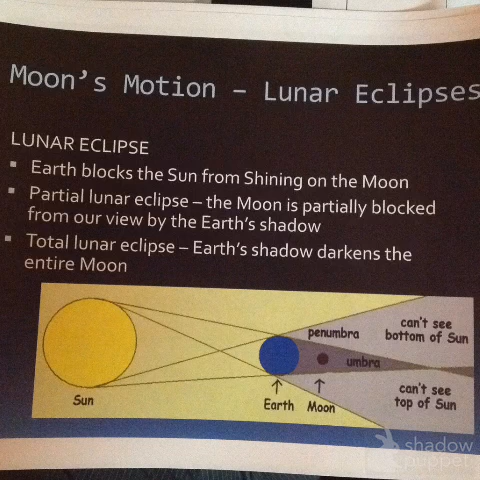 Moon's Motion – Lunar Eclipses
LUNAR ECLIPSE
▪ Earth blocks the Sun from Shining on the Moon
▪ Partial lunar eclipse – the Moon is partially blocked
from our view by the Earth's shadow
▪ Total lunar eclipse – Earth's shadow darkens the
entire Moon
can't see
bottom of Sun
penumbra
umbra
can't see
top of Sun
Sun
Earth
Moon
shadow
puppet